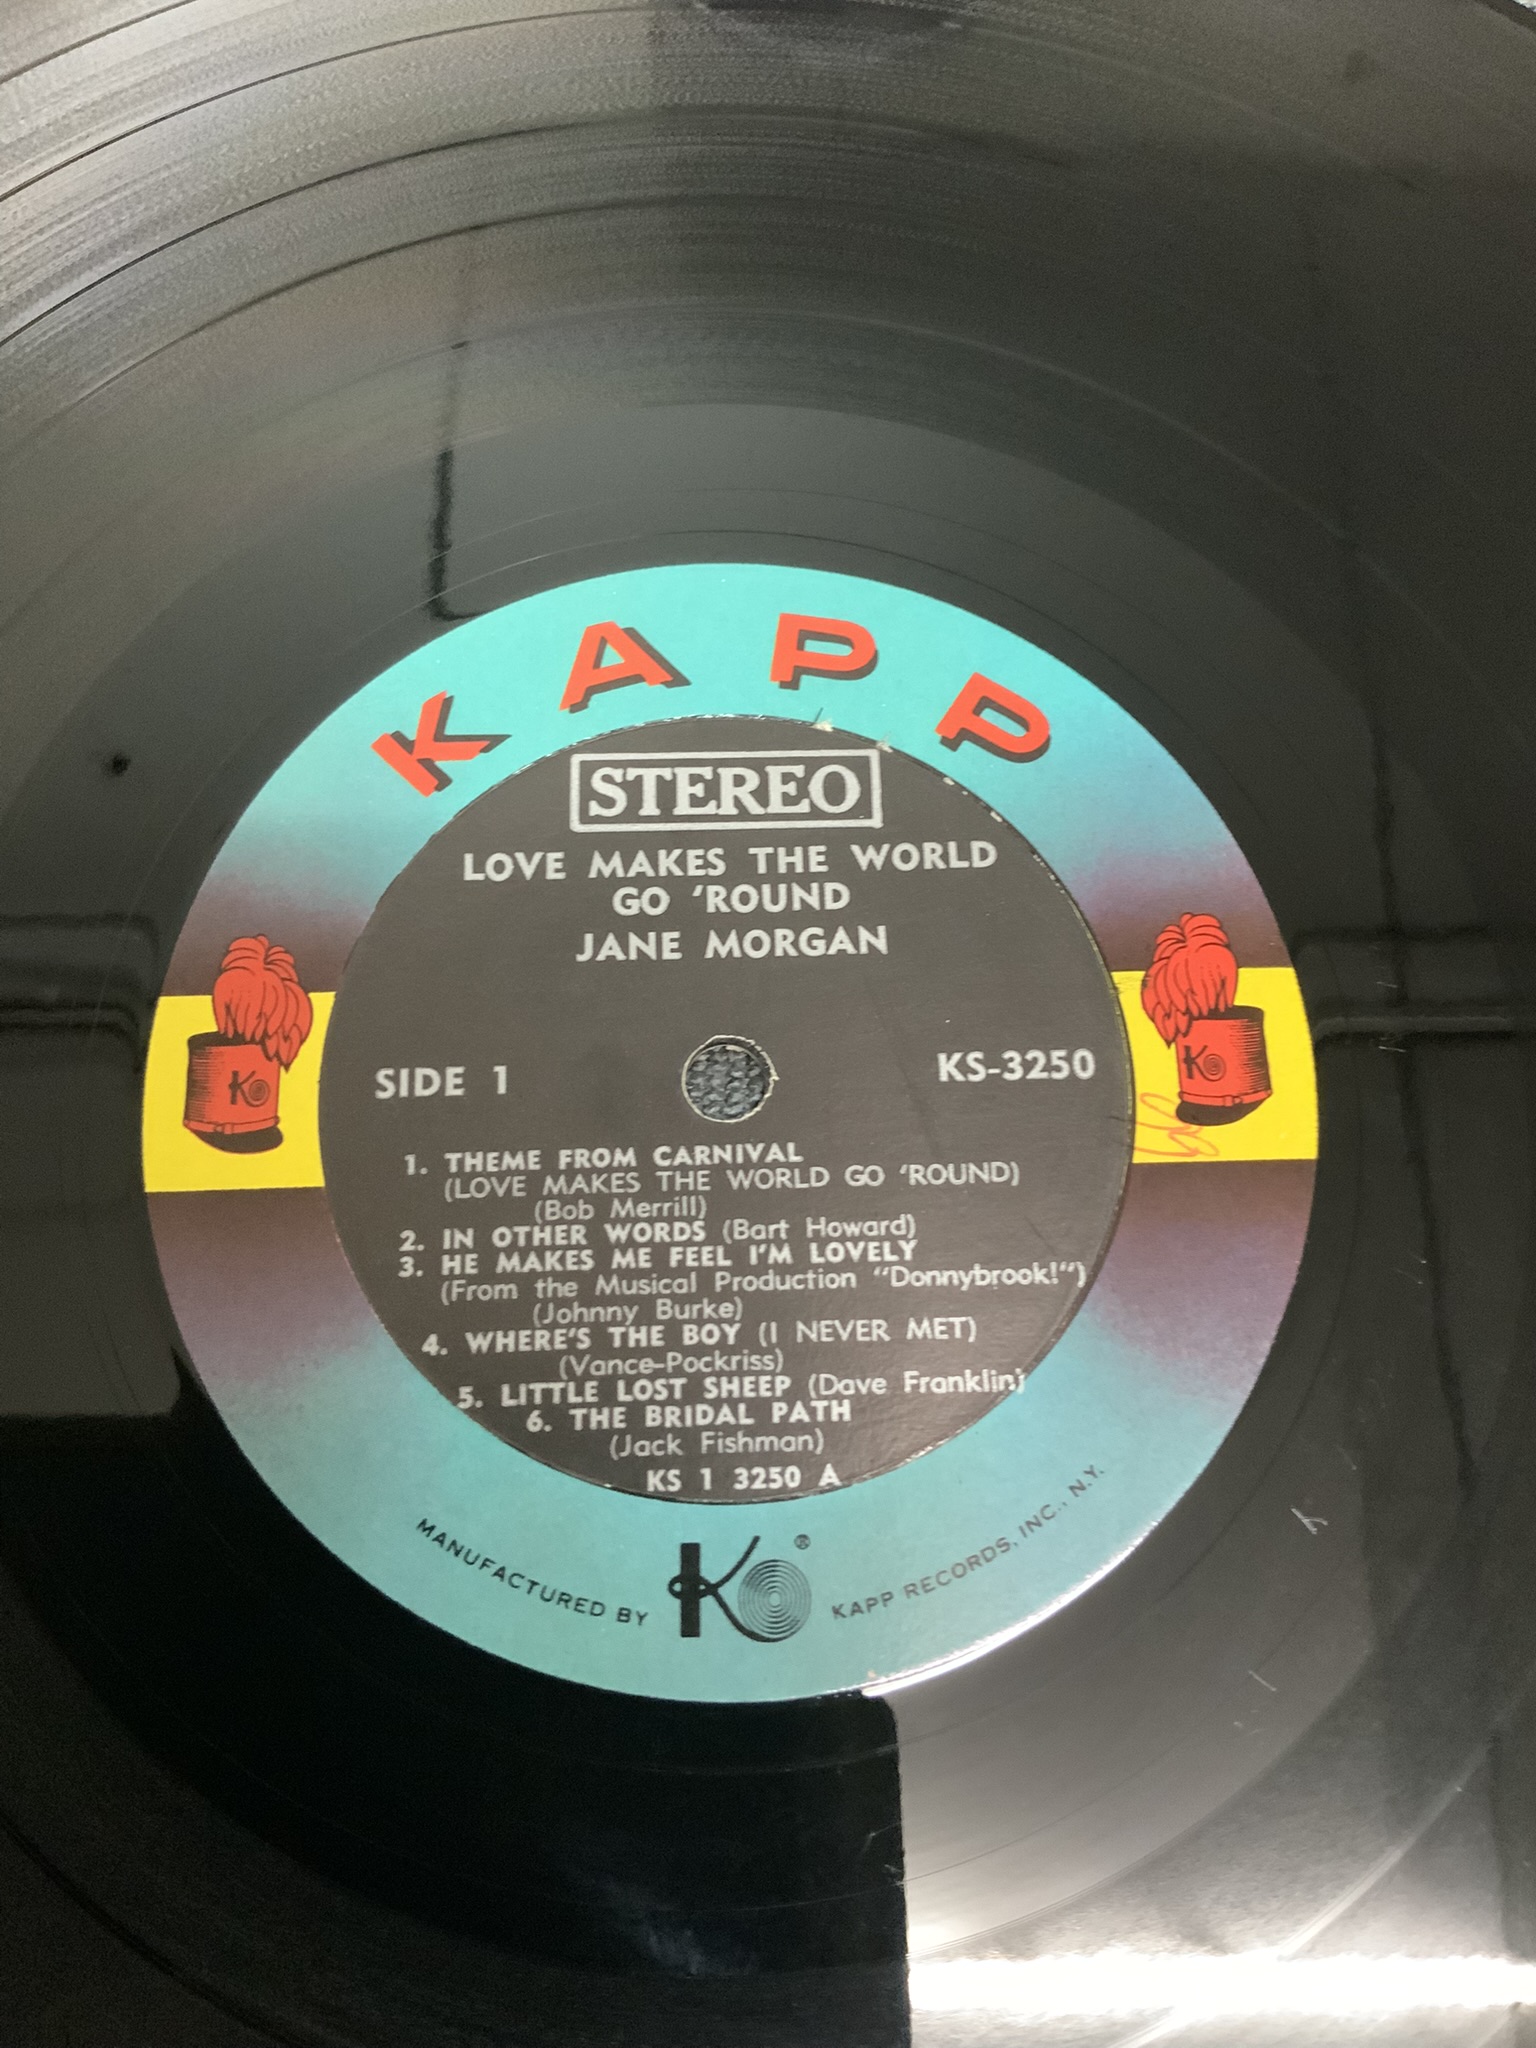 KAPP
STEREO
LOVE MAKES THE WORLD
GO 'ROUND
JANE MORGAN
SIDE 1
KS-3250
1. THEME FROM CARNIVAL
(LOVE MAKES THE WORLD GO 'ROUND)
(Bob Merrill)
2. IN OTHER WORDS (Bart Howard)
3. HE MAKES ME FEEL I'M LOVELY
(From the Musical Production "Donnybrook!")
(Johnny Burke)
4. WHERE'S THE BOY (I NEVER MET)
(Vance-Pockriss)
5. LITTLE LOST SHEEP (Dave Franklin)
6. THE BRIDAL PATH
(Jack Fishman)
KS 1 3250 A
MANUFACTURED BY K ® KAPP RECORDS, INC., N.Y.
K
K